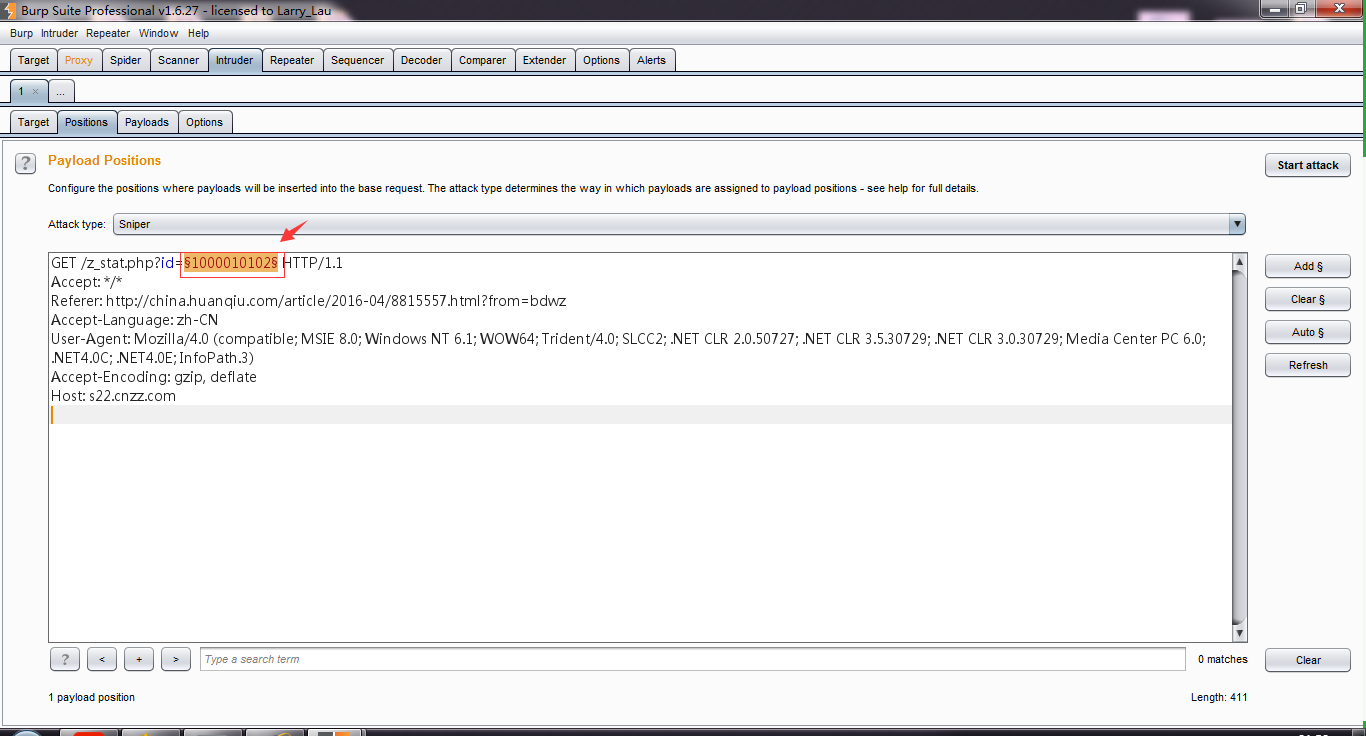 Burp Suite Professional v1.6.27 - licensed to Larry_Lau
Burp Intruder Repeater Window Help
Target Proxy Spider Scanner Intruder Repeater Sequencer Decoder Comparer Extender Options Alerts
1 × ...
Target Positions Payloads Options
? Payload Positions
Start attack
Configure the positions where payloads will be inserted into the base request. The attack type determines the way in which payloads are assigned to payload positions - see help for full details.
Attack type: Sniper
GET /z_stat.php?id=§1000010102§ HTTP/1.1
Accept: */*
Referer: http://china.huanqiu.com/article/2016-04/8815557.html?from=bdwz
Accept-Language: zh-CN
User-Agent: Mozilla/4.0 (compatible; MSIE 8.0; Windows NT 6.1; WOW64; Trident/4.0; SLCC2; .NET CLR 2.0.50727; .NET CLR 3.5.30729; .NET CLR 3.0.30729; Media Center PC 6.0;
.NET4.0C; .NET4.0E; InfoPath.3)
Accept-Encoding: gzip, deflate
Host: s22.cnzz.com
Add §
Clear §
Auto §
Refresh
? < + > Type a search term 0 matches Clear
1 payload position Length: 411